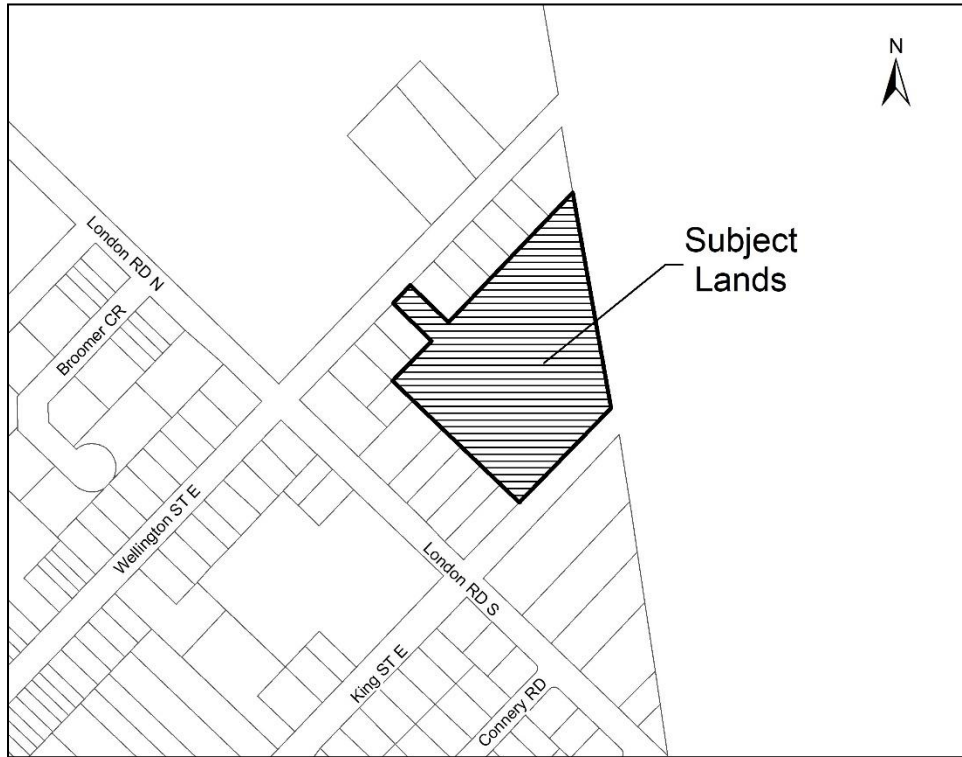 N
Subject
Lands
London RD N
Broomer CR
Wellington ST E
London RD S
King ST E
Connery RD